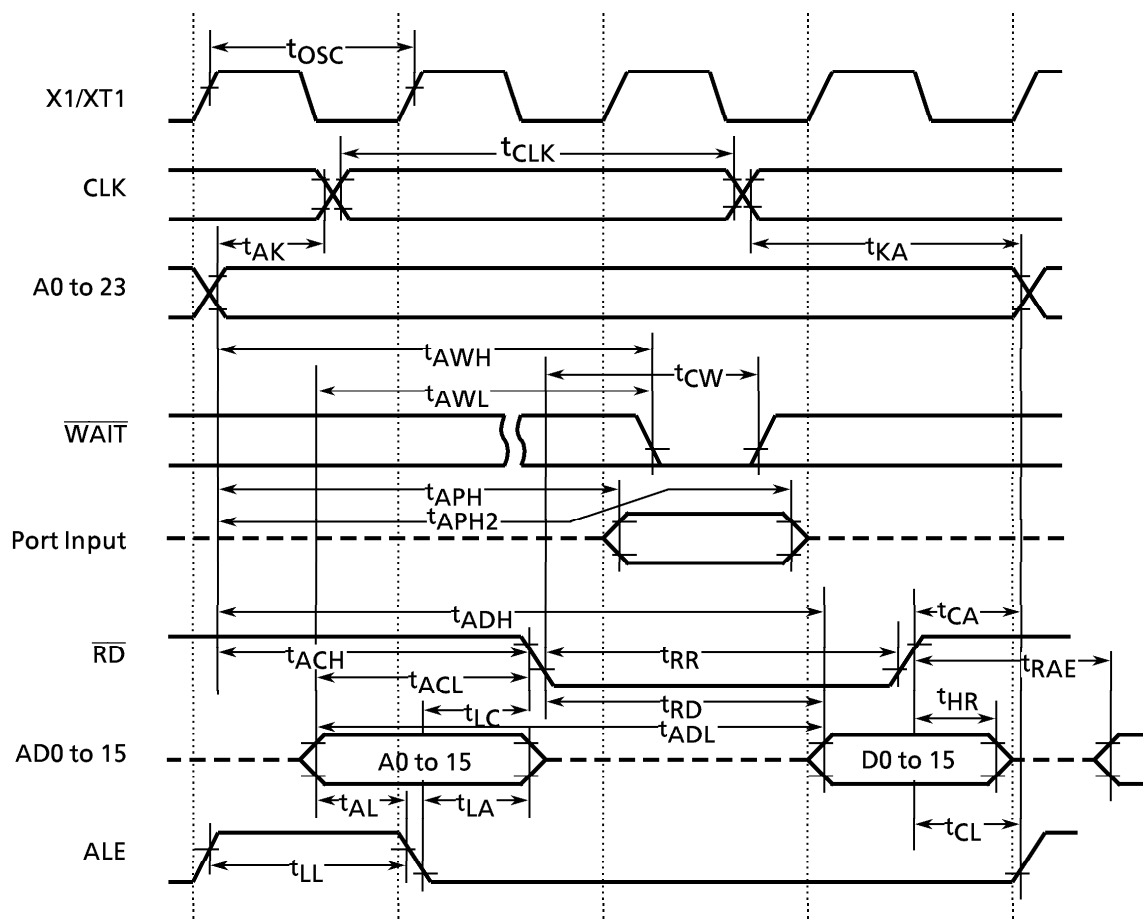 tOSC
X1/XT1
tCLK
CLK
tAK
tKA
A0 to 23
tAWH
tCW
tAWL
WAIT
tAPH
tAPH2
Port Input
tADH
tCA
RD
tACH
tRR
tRAE
tACL
tLC
tRD
tHR
tADL
AD0 to 15
A0 to 15
D0 to 15
tAL
tLA
tCL
ALE
tLL